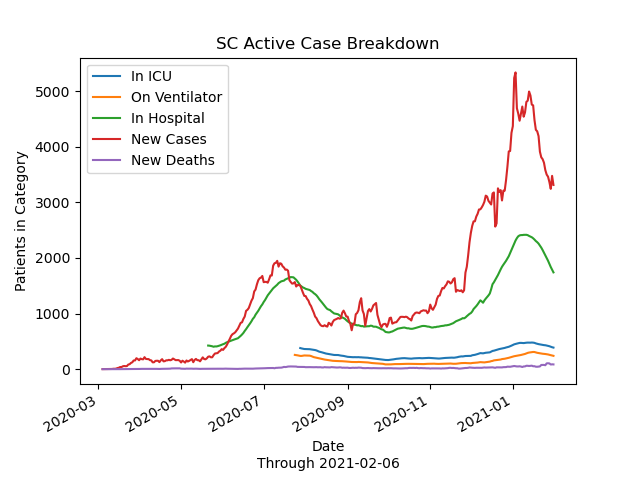 SC Active Case Breakdown
In ICU
On Ventilator
In Hospital
New Cases
New Deaths
Patients in Category
5000
4000
3000
2000
1000
0
2020-03
2020-05
2020-07
2020-09
2020-11
2021-01
Date
Through 2021-02-06